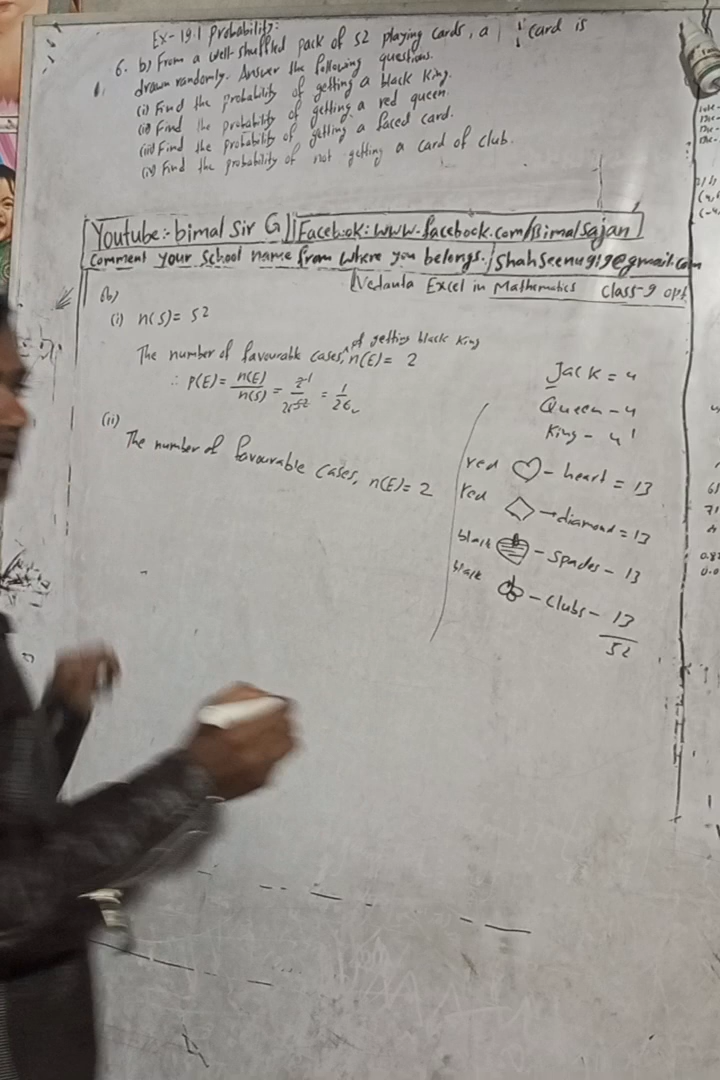 Ex-19.1 Probability:
6. b) From a well-shuffled pack of 52 playing cards, a card is
drawn randomly. Answer the following questions.
(i) Find the probability of getting a black king.
(ii) Find the probability of getting a red queen.
(iii) Find the probability of getting a faced card.
(iv) Find the probability of not getting a card of club.
Youtube:- bimal Sir G || Facebook: www.facebook.com/Bimalsajan
Comment your School name from where you belongs./shahseenu919@gmail.com
Vedanta Excel in Mathematics Class-9 opt
(b)
(i) n(S) = 52
The number of favourable cases, of getting black king n(E) = 2
∴ P(E) = n(E)/n(S) = 2/52 = 1/26
(ii)
The number of favourable cases, n(E) = 2
Jack = 4
Queen - 4
King - 4
red ♡ - heart = 13
red ◇ → diamond = 13
black - Spades - 13
black - Clubs - 13
52